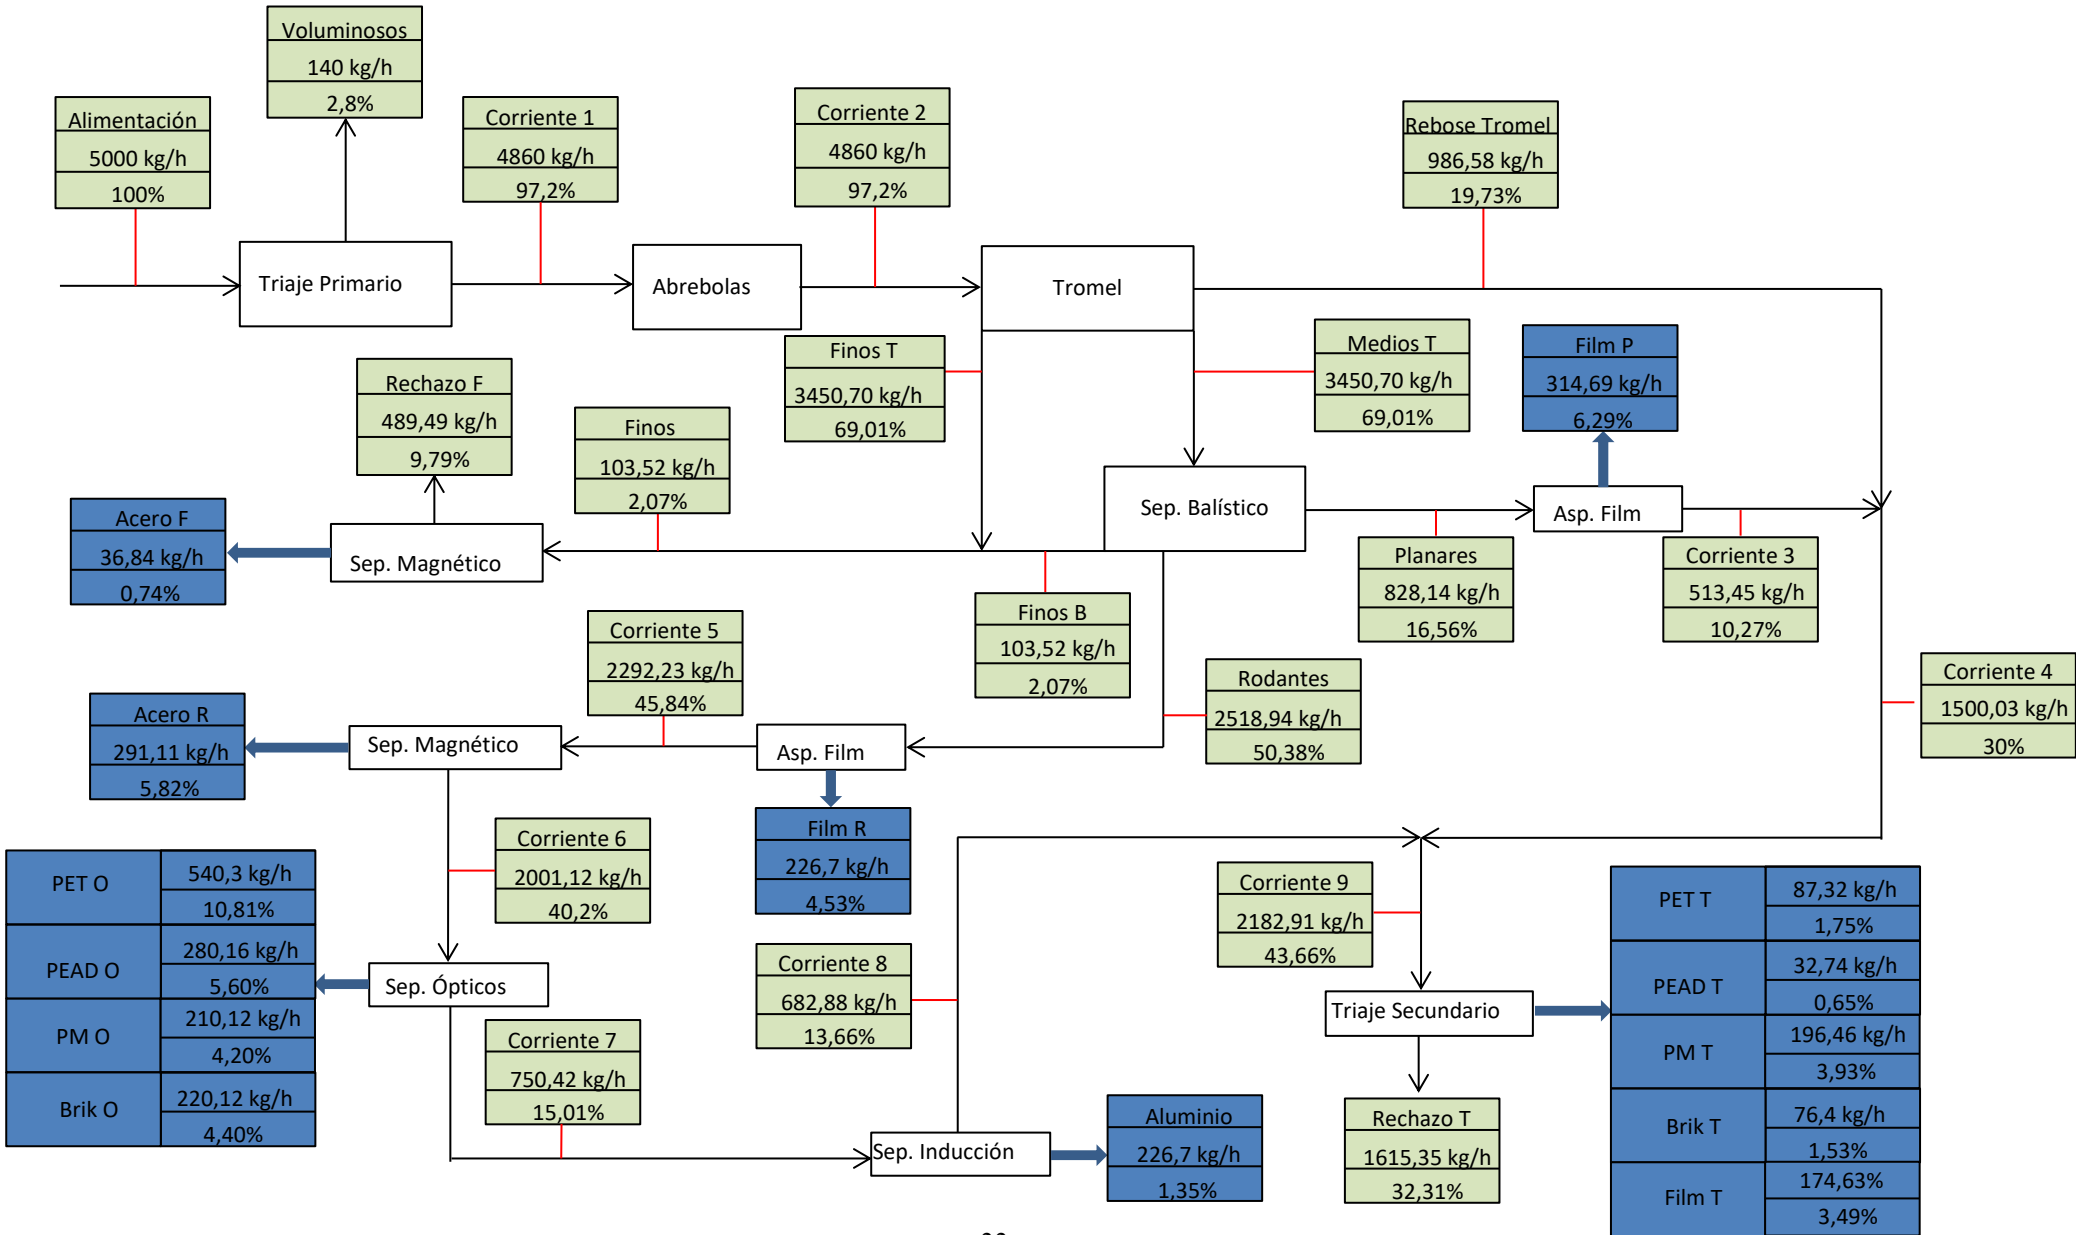 Voluminosos
140 kg/h
2,8%
Alimentación
5000 kg/h
100%
Corriente 1
4860 kg/h
97,2%
Corriente 2
4860 kg/h
97,2%
Rebose Tromel
986,58 kg/h
19,73%
Triaje Primario
Abrebolas
Tromel
Finos T
3450,70 kg/h
69,01%
Medios T
3450,70 kg/h
69,01%
Film P
314,69 kg/h
6,29%
Rechazo F
489,49 kg/h
9,79%
Finos
103,52 kg/h
2,07%
Sep. Balístico
Asp. Film
Acero F
36,84 kg/h
0,74%
Sep. Magnético
Planares
828,14 kg/h
16,56%
Corriente 3
513,45 kg/h
10,27%
Finos B
103,52 kg/h
2,07%
Corriente 5
2292,23 kg/h
45,84%
Rodantes
2518,94 kg/h
50,38%
Corriente 4
1500,03 kg/h
30%
Acero R
291,11 kg/h
5,82%
Sep. Magnético
Asp. Film
Film R
226,7 kg/h
4,53%
Corriente 6
2001,12 kg/h
40,2%
PET O
540,3 kg/h
10,81%
PEAD O
280,16 kg/h
5,60%
PM O
210,12 kg/h
4,20%
Brik O
220,12 kg/h
4,40%
Sep. Ópticos
Corriente 9
2182,91 kg/h
43,66%
Corriente 8
682,88 kg/h
13,66%
Triaje Secundario
PET T
87,32 kg/h
1,75%
PEAD T
32,74 kg/h
0,65%
PM T
196,46 kg/h
3,93%
Brik T
76,4 kg/h
1,53%
Film T
174,63%
3,49%
Corriente 7
750,42 kg/h
15,01%
Sep. Inducción
Aluminio
226,7 kg/h
1,35%
Rechazo T
1615,35 kg/h
32,31%